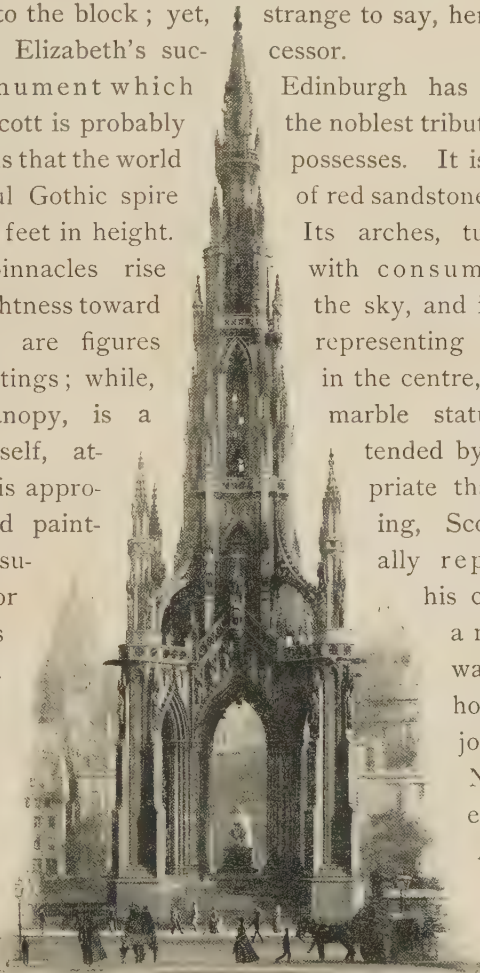 to the block ; yet, strange to say, her
Elizabeth's suc- cessor.
nument which Edinburgh has
cott is probably the noblest tribut
s that the world possesses. It is
ul Gothic spire of red sandstone
feet in height. Its arches, tu
innacles rise with consum
htness toward the sky, and i
are figures representing
tings ; while, in the centre,
anopy, is a marble statu
self, at- tended by
is appro- priate tha
d paint- ing, Sco
su- ally rep
or his c
s a r
wa
ho
jo
e